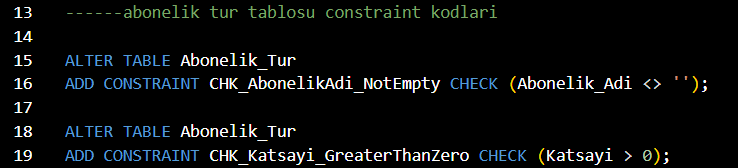 13 ------abonelik tur tablosu constraint kodlari
14
15 ALTER TABLE Abonelik_Tur
16 ADD CONSTRAINT CHK_AbonelikAdi_NotEmpty CHECK (Abonelik_Adi <> '');
17
18 ALTER TABLE Abonelik_Tur
19 ADD CONSTRAINT CHK_Katsayi_GreaterThanZero CHECK (Katsayi > 0);